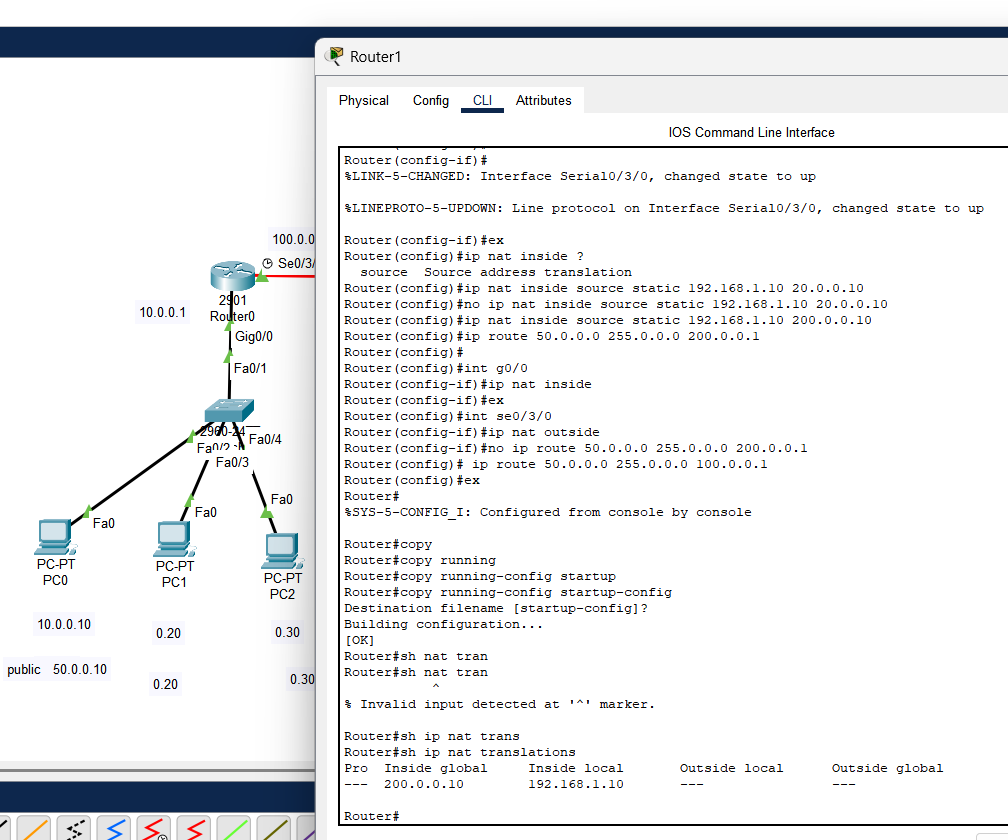 Router1
Physical Config CLI Attributes
IOS Command Line Interface
Router(config-if)#
%LINK-5-CHANGED: Interface Serial0/3/0, changed state to up
%LINEPROTO-5-UPDOWN: Line protocol on Interface Serial0/3/0, changed state to up
Router(config-if)#ex
Router(config)#ip nat inside ?
source Source address translation
Router(config)#ip nat inside source static 192.168.1.10 20.0.0.10
Router(config)#no ip nat inside source static 192.168.1.10 20.0.0.10
Router(config)#ip nat inside source static 192.168.1.10 200.0.0.10
Router(config)#ip route 50.0.0.0 255.0.0.0 200.0.0.1
Router(config)#
Router(config)#int g0/0
Router(config-if)#ip nat inside
Router(config-if)#ex
Router(config)#int se0/3/0
Router(config-if)#ip nat outside
Router(config-if)#no ip route 50.0.0.0 255.0.0.0 200.0.0.1
Router(config)# ip route 50.0.0.0 255.0.0.0 100.0.0.1
Router(config)#ex
Router#
%SYS-5-CONFIG_I: Configured from console by console
Router#copy
Router#copy running
Router#copy running-config startup
Router#copy running-config startup-config
Destination filename [startup-config]?
Building configuration...
[OK]
Router#sh nat tran
Router#sh nat tran
^
% Invalid input detected at '^' marker.
Router#sh ip nat trans
Router#sh ip nat translations
Pro Inside global Inside local Outside local Outside global
--- 200.0.0.10 192.168.1.10 --- ---
Router#
100.0.0
Se0/3/
2901
Router0
10.0.0.1
Gig0/0
Fa0/1
2960-24
Fa0/4
Fa0/2
Fa0/3
Fa0
Fa0
Fa0
PC-PT
PC0
PC-PT
PC1
PC-PT
PC2
10.0.0.10
0.20
0.30
public 50.0.0.10
0.20
0.30